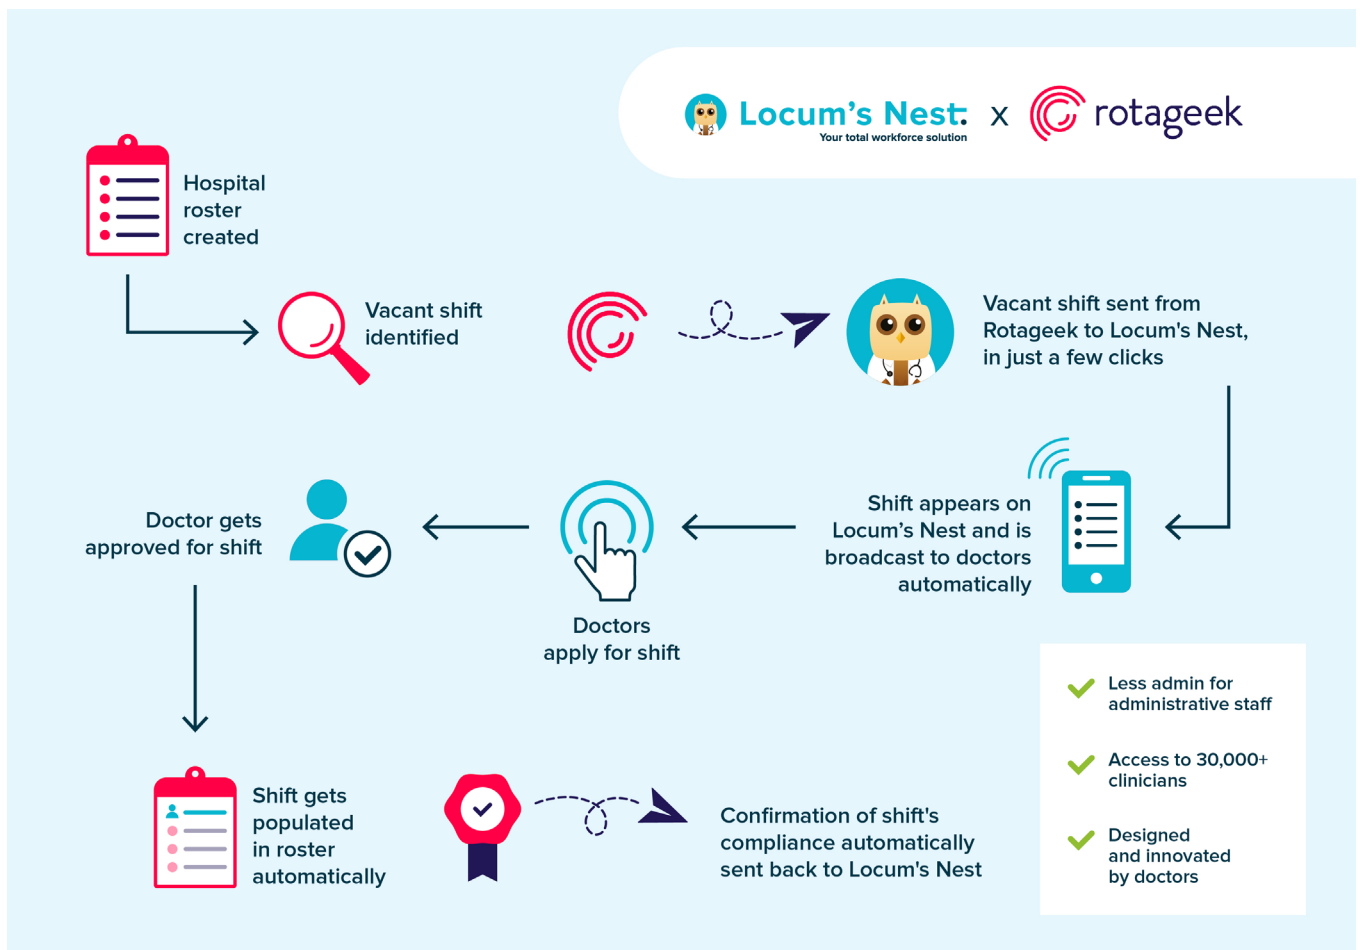 Locum's Nest.
Your total workforce solution
x
rotageek
Hospital
roster
created
Vacant shift
identified
Vacant shift sent from
Rotageek to Locum's Nest,
in just a few clicks
Shift appears on
Locum's Nest and is
broadcast to doctors
automatically
Doctors
apply for shift
Doctor gets
approved for shift
Shift gets
populated
in roster
automatically
Confirmation of shift's
compliance automatically
sent back to Locum's Nest
Less admin for
administrative staff
Access to 30,000+
clinicians
Designed
and innovated
by doctors